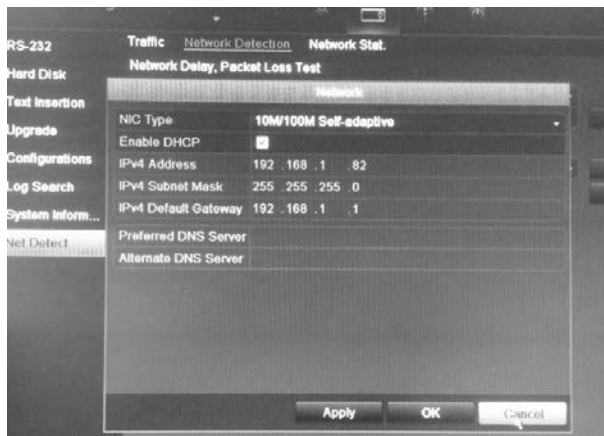 RS-232
Hard Disk
Text Insertion
Upgrade
Configurations
Log Search
System Inform...
Net Detect
Traffic Network Detection Network Stat.
Network Delay, Packet Loss Test
Network
NIC Type 10M/100M Self-adaptive
Enable DHCP
IPv4 Address 192 .168 .1 .82
IPv4 Subnet Mask 255 .255 .255 .0
IPv4 Default Gateway 192 .168 .1 .1
Preferred DNS Server
Alternate DNS Server
Apply OK Cancel